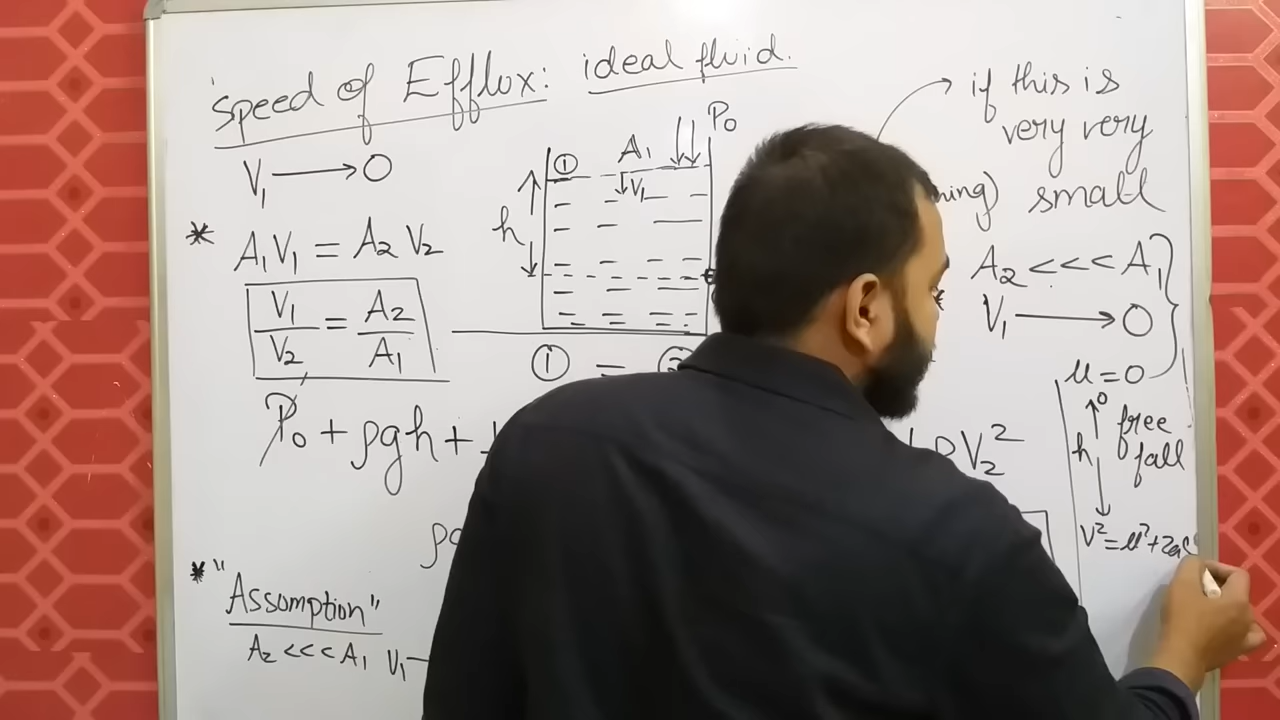 speed of Efflux: ideal fluid.
V₁ → 0
* A₁V₁ = A₂V₂
V₁/V₂ = A₂/A₁
① A₁ P₀
V₁
h
① =
P₀ + ρgh +
V₂²
*"Assumption"
A₂ <<< A₁ V₁
if this is
very very
small
A₂ <<< A₁
V₁ → 0
u = 0
h free
fall
V² = u² + 2as